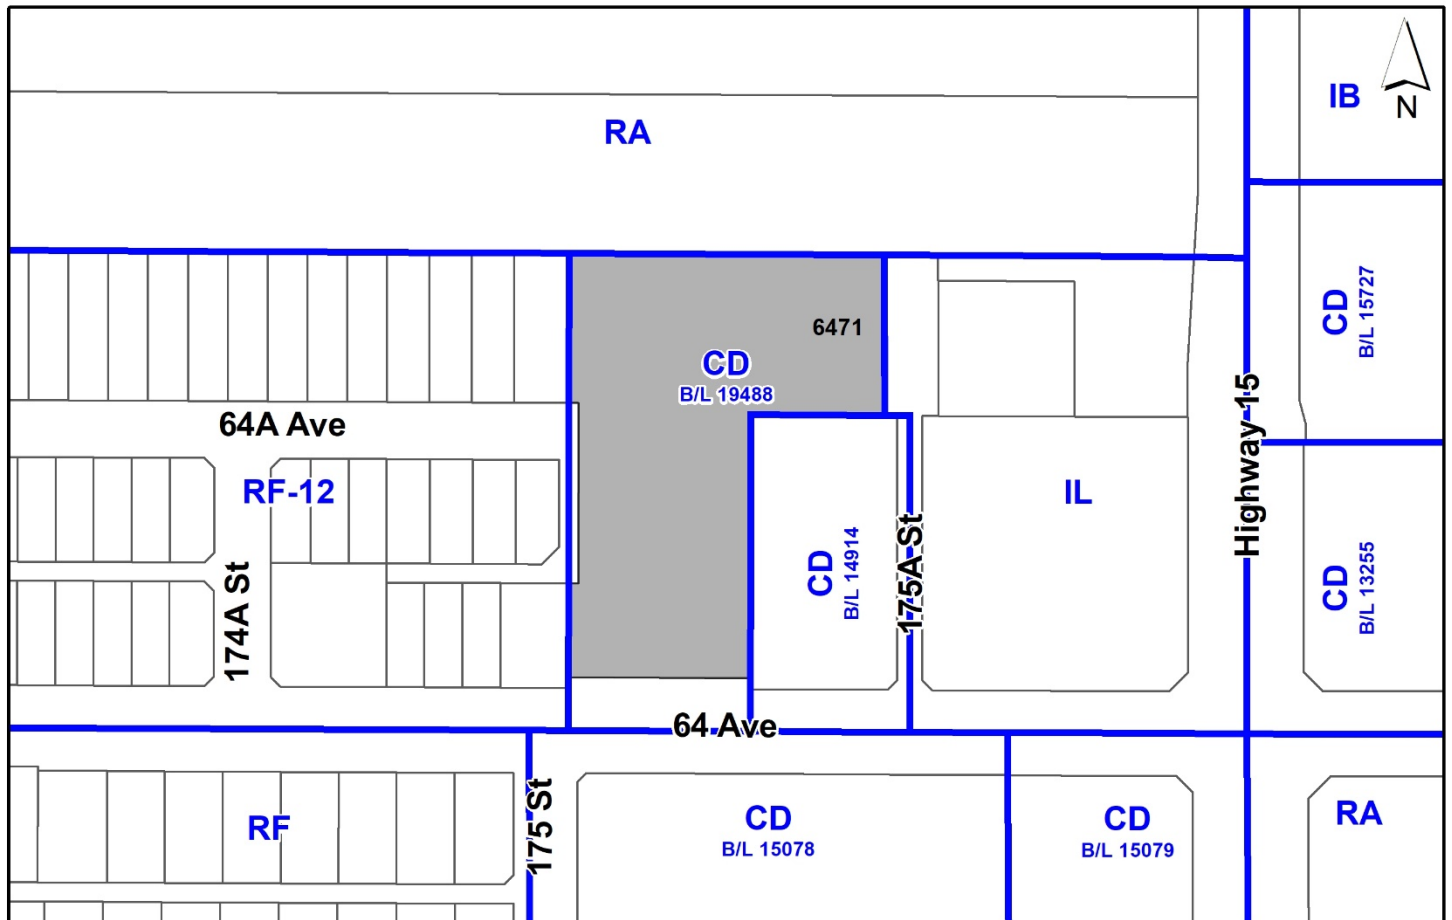 IB
N
RA
CD
B/L 15727
6471
CD
B/L 19488
64A Ave
RF-12
IL
Highway 15
CD
B/L 14914
175A St
174A St
CD
B/L 13255
64 Ave
175 St
RF
CD
B/L 15078
CD
B/L 15079
RA